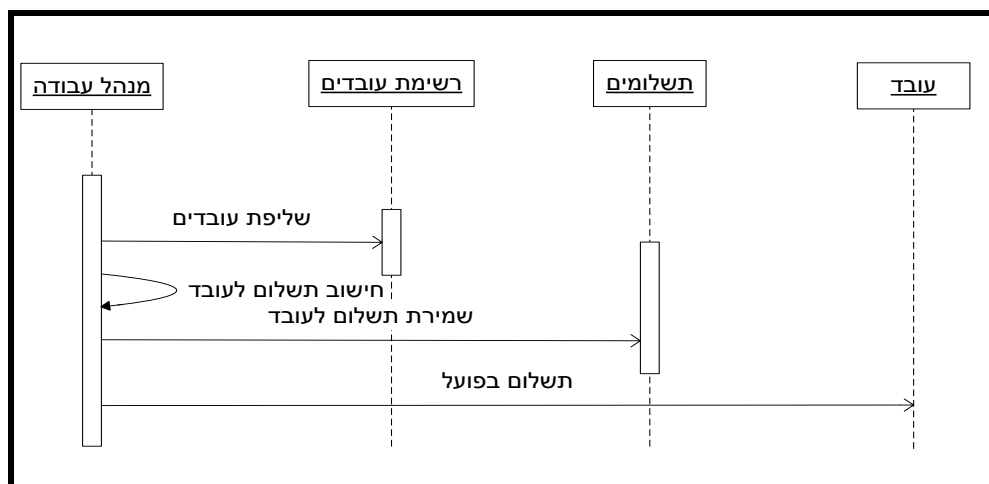 מנהל עבודה
רשימת עובדים
תשלומים
עובד
שליפת עובדים
חישוב תשלום לעובד
שמירת תשלום לעובד
תשלום בפועל